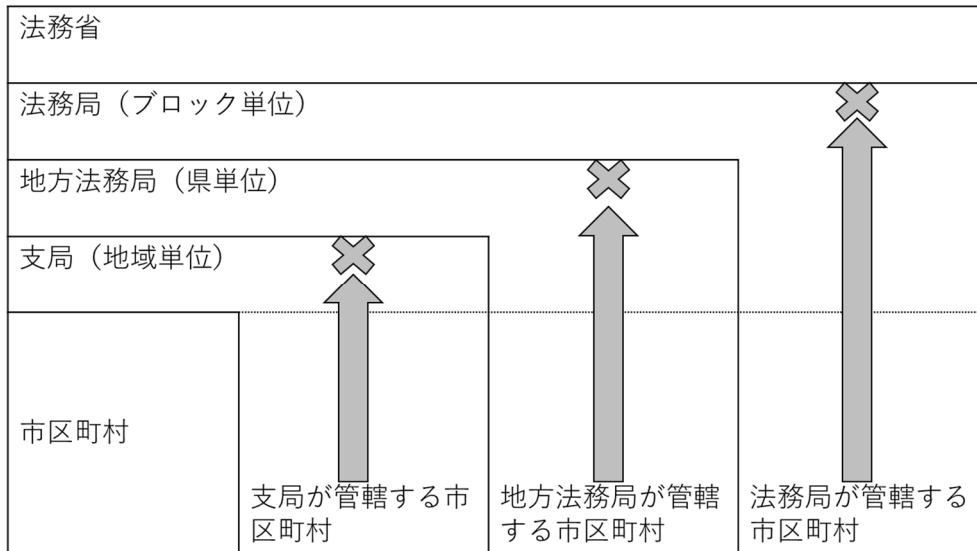 法務省
法務局（ブロック単位）
地方法務局（県単位）
支局（地域単位）
市区町村
支局が管轄する市
区町村
地方法務局が管轄
する市区町村
法務局が管轄する
市区町村